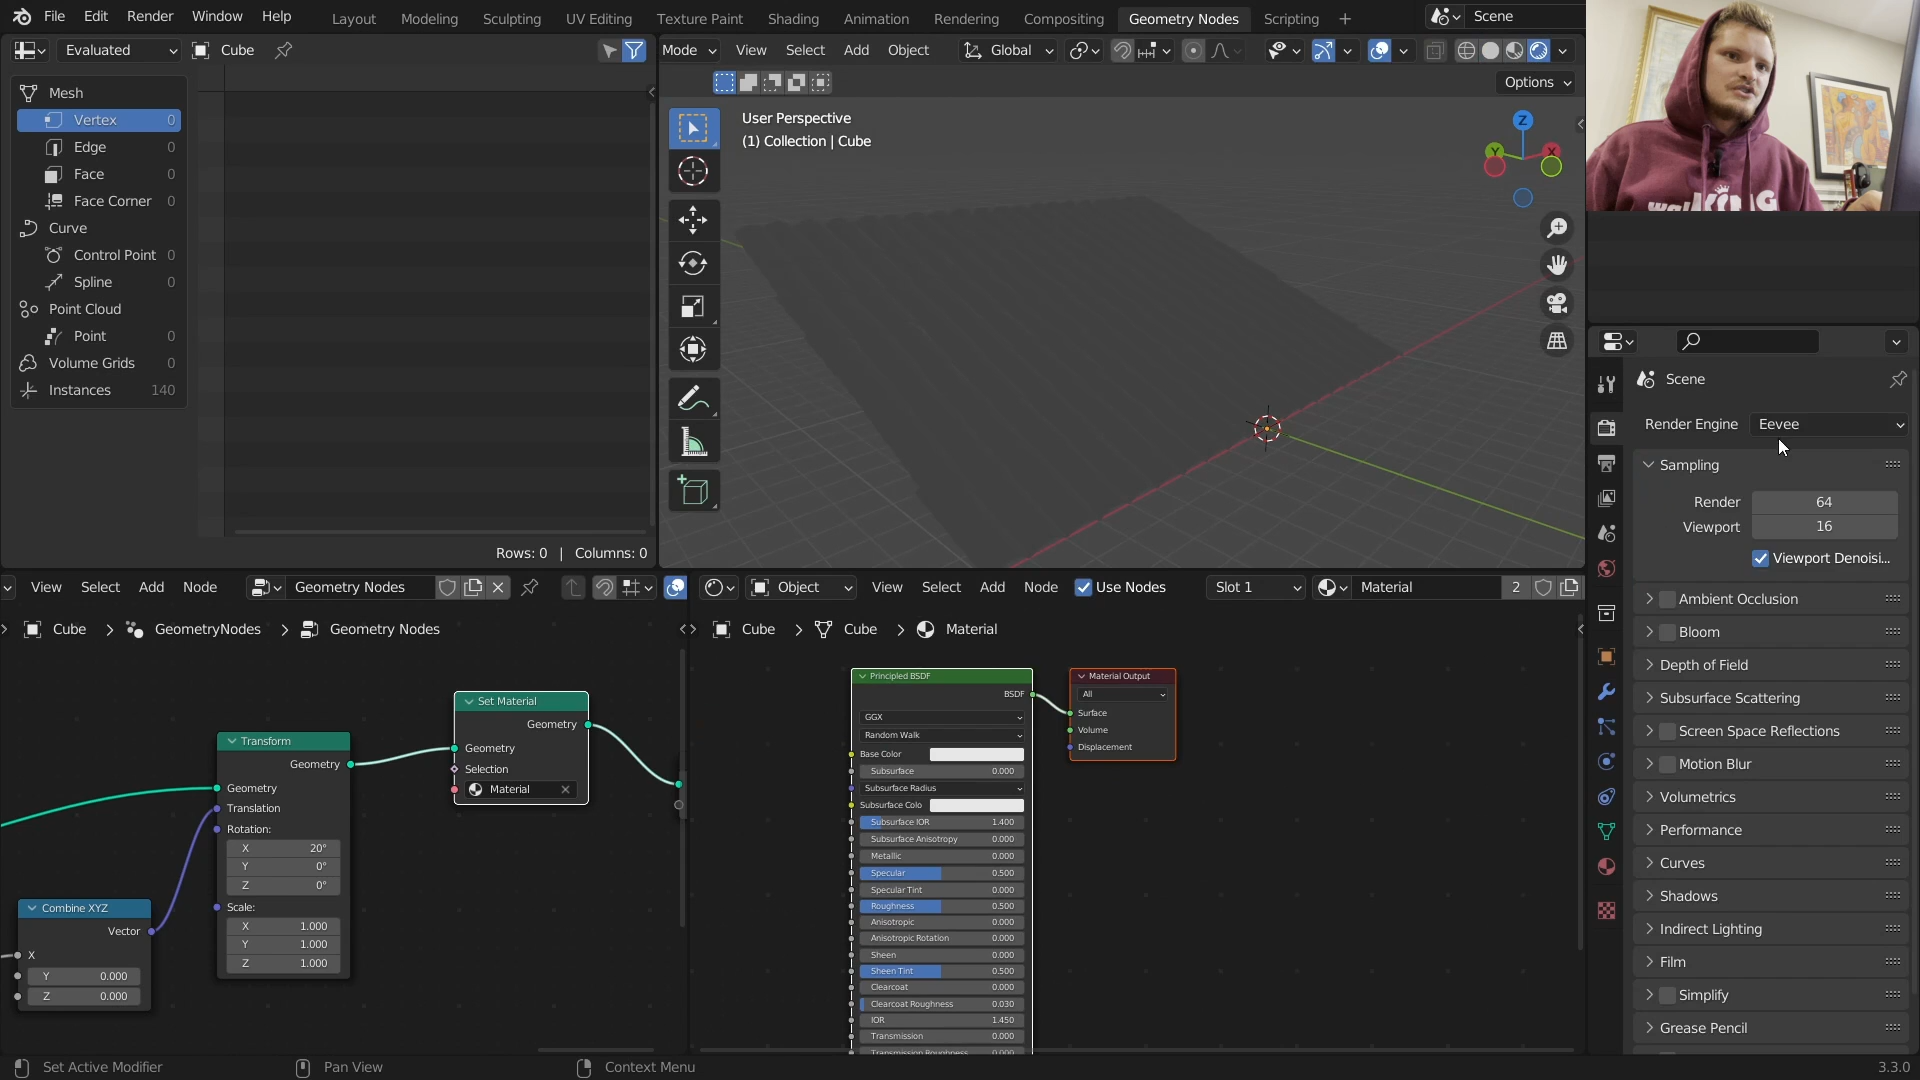 File Edit Render Window Help
Layout Modeling Sculpting UV Editing Texture Paint Shading Animation Rendering Compositing Geometry Nodes Scripting
Scene
Evaluated
Cube
Mode View Select Add Object
Global
Options
Mesh
Vertex 0
Edge 0
Face 0
Face Corner 0
Curve
Control Point 0
Spline 0
Point Cloud
Point 0
Volume Grids 0
Instances 140
Rows: 0 | Columns: 0
User Perspective
(1) Collection | Cube
Z
Y
X
Scene
Render Engine Eevee
Sampling
Render 64
Viewport 16
Viewport Denoisi...
Ambient Occlusion
Bloom
Depth of Field
Subsurface Scattering
Screen Space Reflections
Motion Blur
Volumetrics
Performance
Curves
Shadows
Indirect Lighting
Film
Simplify
Grease Pencil
View Select Add Node
Geometry Nodes
Cube > GeometryNodes > Geometry Nodes
Set Material
Geometry
Geometry
Selection
Material
Transform
Geometry
Geometry
Translation
Rotation:
X 20°
Y 0°
Z 0°
Scale:
X 1.000
Y 1.000
Z 1.000
Combine XYZ
Vector
X
Y 0.000
Z 0.000
Object View Select Add Node Use Nodes Slot 1 Material 2
Cube > Cube > Material
Principled BSDF
BSDF
GGX
Random Walk
Base Color
Subsurface 0.000
Subsurface Radius
Subsurface Colo
Subsurface IOR 1.400
Subsurface Anisotropy 0.000
Metallic 0.000
Specular 0.500
Specular Tint 0.000
Roughness 0.500
Anisotropic 0.000
Anisotropic Rotation 0.000
Sheen 0.000
Sheen Tint 0.500
Clearcoat 0.000
Clearcoat Roughness 0.030
IOR 1.450
Transmission 0.000
Transmission Roughness 0.000
Material Output
All
Surface
Volume
Displacement
Set Active Modifier
Pan View
Context Menu
3.3.0